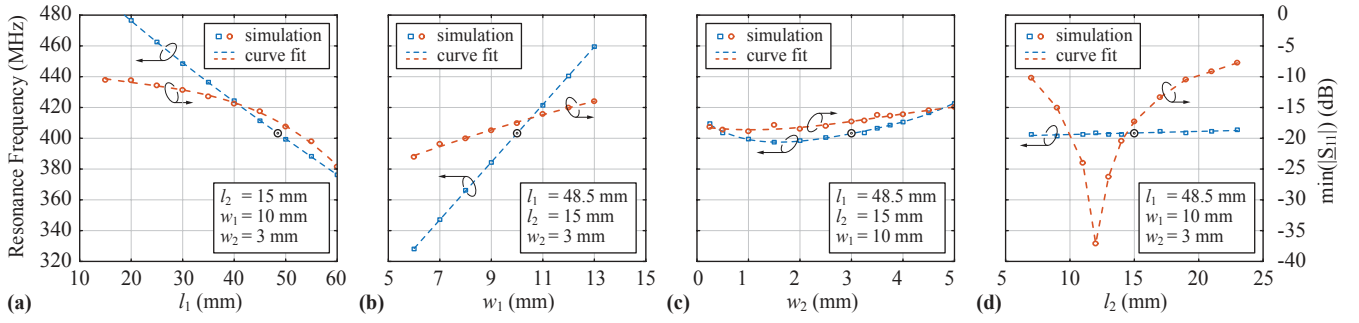 Resonance Frequency (MHz)
480
460
440
420
400
380
360
340
320
simulation
curve fit
l2 = 15 mm
w1 = 10 mm
w2 = 3 mm
10 20 30 40 50 60
(a) l1 (mm)
simulation
curve fit
l1 = 48.5 mm
l2 = 15 mm
w2 = 3 mm
5 7 9 11 13 15
(b) w1 (mm)
simulation
curve fit
l1 = 48.5 mm
l2 = 15 mm
w1 = 10 mm
0 1 2 3 4 5
(c) w2 (mm)
simulation
curve fit
l1 = 48.5 mm
w1 = 10 mm
w2 = 3 mm
5 10 15 20 25
(d) l2 (mm)
0
-5
-10
-15
-20
-25
-30
-35
-40
min(|S11|) (dB)